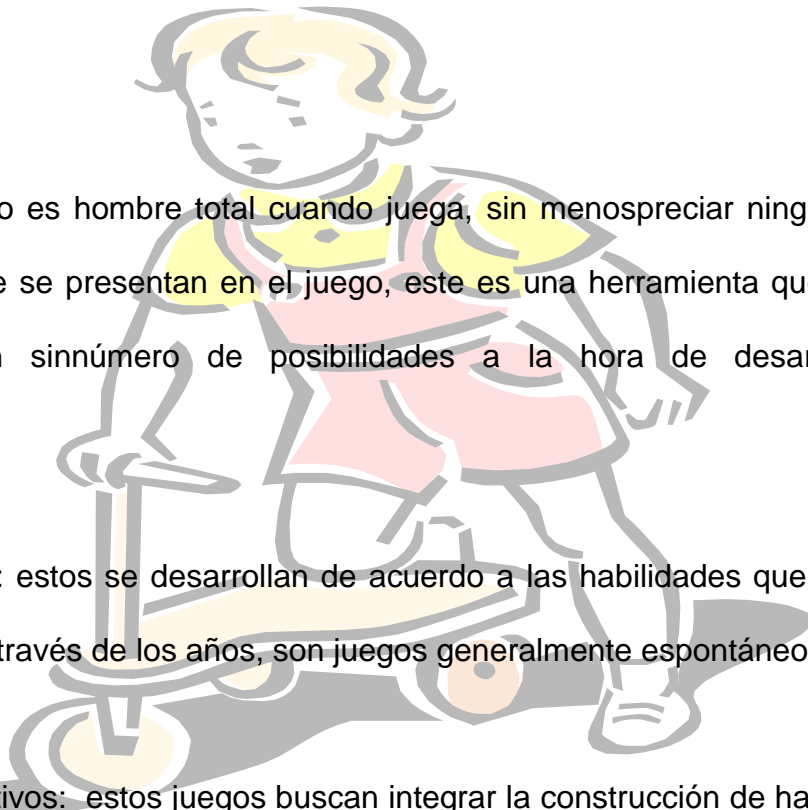 o es hombre total cuando juega, sin menospreciar ning
e se presentan en el juego, este es una herramienta que
sinnúmero de posibilidades a la hora de desar
: estos se desarrollan de acuerdo a las habilidades que
través de los años, son juegos generalmente espontáneo
tivos: estos juegos buscan integrar la construcción de ha